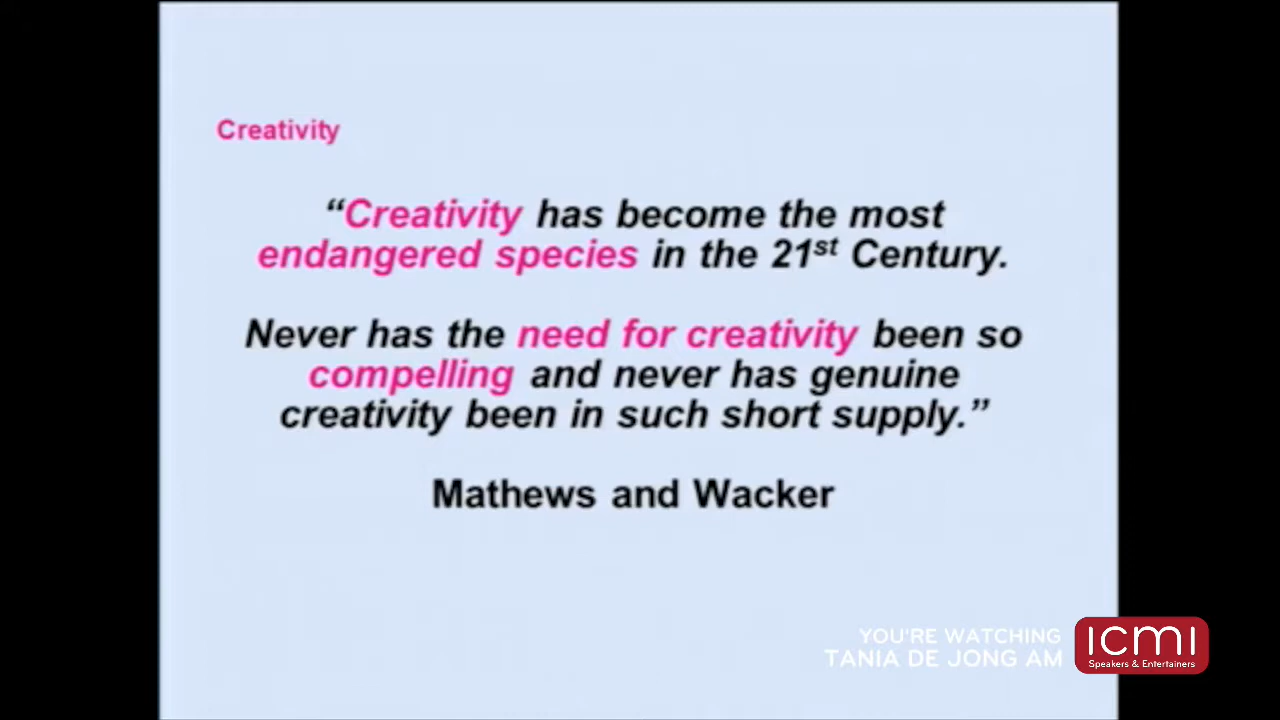 Creativity
“Creativity has become the most
endangered species in the 21st Century.
Never has the need for creativity been so
compelling and never has genuine
creativity been in such short supply.”
Mathews and Wacker
YOU'RE WATCHING
TANIA DE JONG AM
ICMI
Speakers & Entertainers